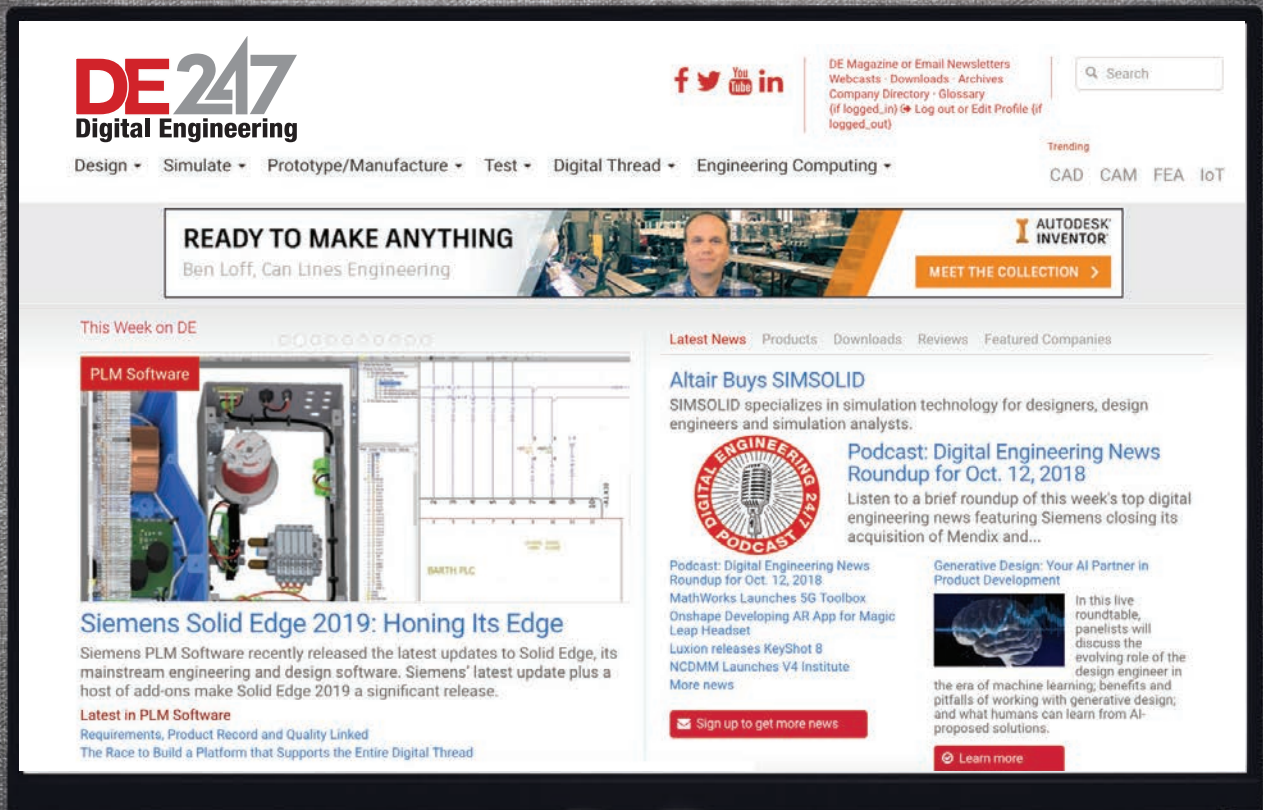 DE247
Digital Engineering
You
Tube
DE Magazine or Email Newsletters
Webcasts · Downloads · Archives
Company Directory · Glossary
{if logged_in} Log out or Edit Profile {if
logged_out}
Search
Design
Simulate
Prototype/Manufacture
Test
Digital Thread
Engineering Computing
Trending
CAD CAM FEA IoT
READY TO MAKE ANYTHING
Ben Loff, Can Lines Engineering
AUTODESK'
INVENTOR'
MEET THE COLLECTION
This Week on DE
PLM Software
BARTH PLC
Siemens Solid Edge 2019: Honing Its Edge
Siemens PLM Software recently released the latest updates to Solid Edge, its
mainstream engineering and design software. Siemens' latest update plus a
host of add-ons make Solid Edge 2019 a significant release.
Latest in PLM Software
Requirements, Product Record and Quality Linked
The Race to Build a Platform that Supports the Entire Digital Thread
Latest News Products Downloads Reviews Featured Companies
Altair Buys SIMSOLID
SIMSOLID specializes in simulation technology for designers, design
engineers and simulation analysts.
DIGITAL ENGINEERING 24/7
PODCAST
Podcast: Digital Engineering News
Roundup for Oct. 12, 2018
Listen to a brief roundup of this week's top digital
engineering news featuring Siemens closing its
acquisition of Mendix and...
Podcast: Digital Engineering News
Roundup for Oct. 12, 2018
MathWorks Launches 5G Toolbox
Onshape Developing AR App for Magic
Leap Headset
Luxion releases KeyShot 8
NCDMM Launches V4 Institute
More news
Sign up to get more news
Generative Design: Your AI Partner in
Product Development
In this live
roundtable,
panelists will
discuss the
evolving role of the
design engineer in
the era of machine learning; benefits and
pitfalls of working with generative design;
and what humans can learn from AI-
proposed solutions.
Learn more